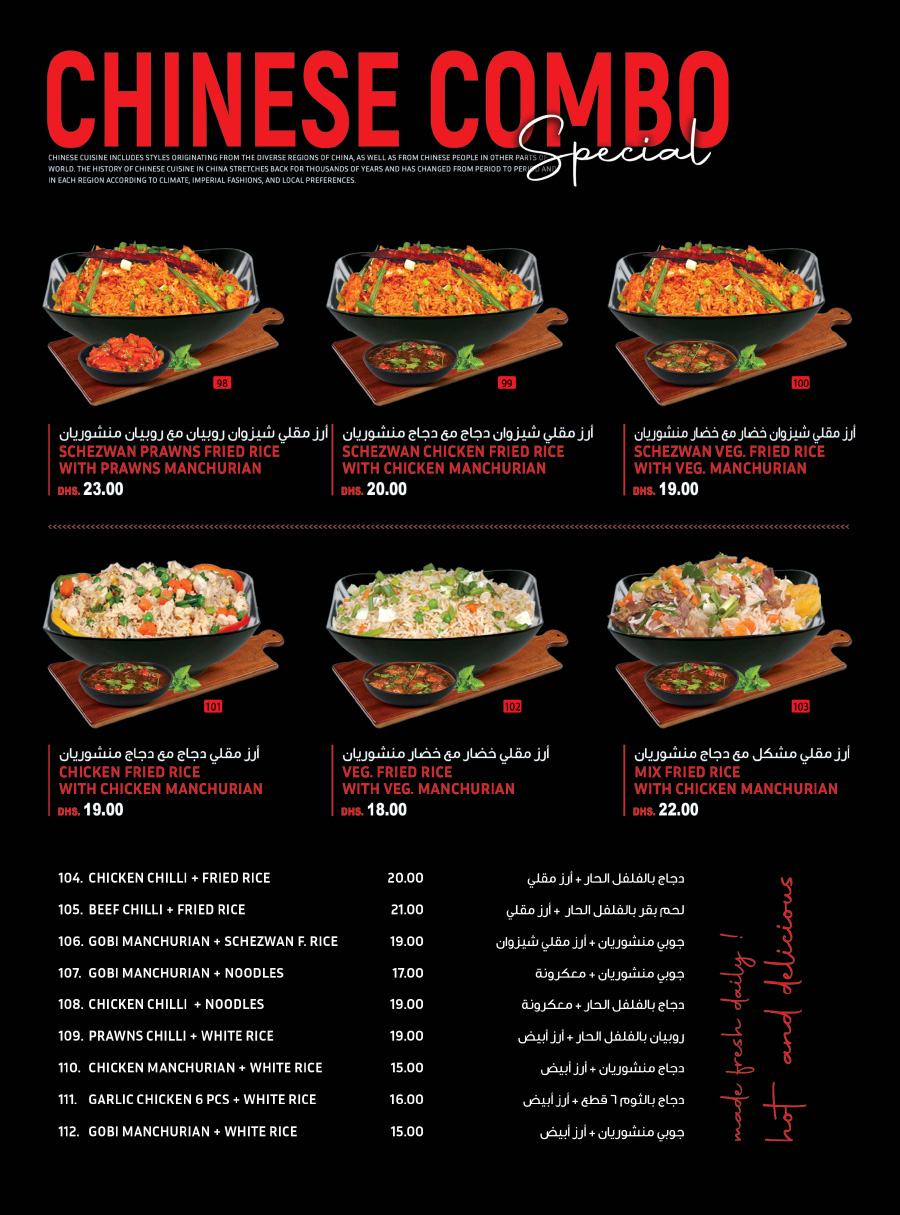 CHINESE COMBO
Special
CHINESE CUISINE INCLUDES STYLES ORIGINATING FROM THE DIVERSE REGIONS OF CHINA, AS WELL AS FROM CHINESE PEOPLE IN OTHER PARTS OF
WORLD. THE HISTORY OF CHINESE CUISINE IN CHINA STRETCHES BACK FOR THOUSANDS OF YEARS AND HAS CHANGED FROM PERIOD TO PERIOD AND
IN EACH REGION ACCORDING TO CLIMATE, IMPERIAL FASHIONS, AND LOCAL PREFERENCES.
98
أرز مقلي شيزوان روبيان مع روبيان منشوريان
SCHEZWAN PRAWNS FRIED RICE
WITH PRAWNS MANCHURIAN
DHS. 23.00
99
أرز مقلي شيزوان دجاج مع دجاج منشوريان
SCHEZWAN CHICKEN FRIED RICE
WITH CHICKEN MANCHURIAN
DHS. 20.00
100
أرز مقلي شيزوان خضار مع خضار منشوريان
SCHEZWAN VEG. FRIED RICE
WITH VEG. MANCHURIAN
DHS. 19.00
101
أرز مقلي دجاج مع دجاج منشوريان
CHICKEN FRIED RICE
WITH CHICKEN MANCHURIAN
DHS. 19.00
102
أرز مقلي خضار مع خضار منشوريان
VEG. FRIED RICE
WITH VEG. MANCHURIAN
DHS. 18.00
103
أرز مقلي مشكل مع دجاج منشوريان
MIX FRIED RICE
WITH CHICKEN MANCHURIAN
DHS. 22.00
104. CHICKEN CHILLI + FRIED RICE 20.00 دجاج بالفلفل الحار + أرز مقلي
105. BEEF CHILLI + FRIED RICE 21.00 لحم بقر بالفلفل الحار + أرز مقلي
106. GOBI MANCHURIAN + SCHEZWAN F. RICE 19.00 جوبي منشوريان + أرز مقلي شيزوان
107. GOBI MANCHURIAN + NOODLES 17.00 جوبي منشوريان + معكرونة
108. CHICKEN CHILLI + NOODLES 19.00 دجاج بالفلفل الحار + معكرونة
109. PRAWNS CHILLI + WHITE RICE 19.00 روبيان بالفلفل الحار + أرز أبيض
110. CHICKEN MANCHURIAN + WHITE RICE 15.00 دجاج منشوريان + أرز أبيض
111. GARLIC CHICKEN 6 PCS + WHITE RICE 16.00 دجاج بالثوم ٦ قطع + أرز أبيض
112. GOBI MANCHURIAN + WHITE RICE 15.00 جوبي منشوريان + أرز أبيض
made fresh daily !
hot and delicious